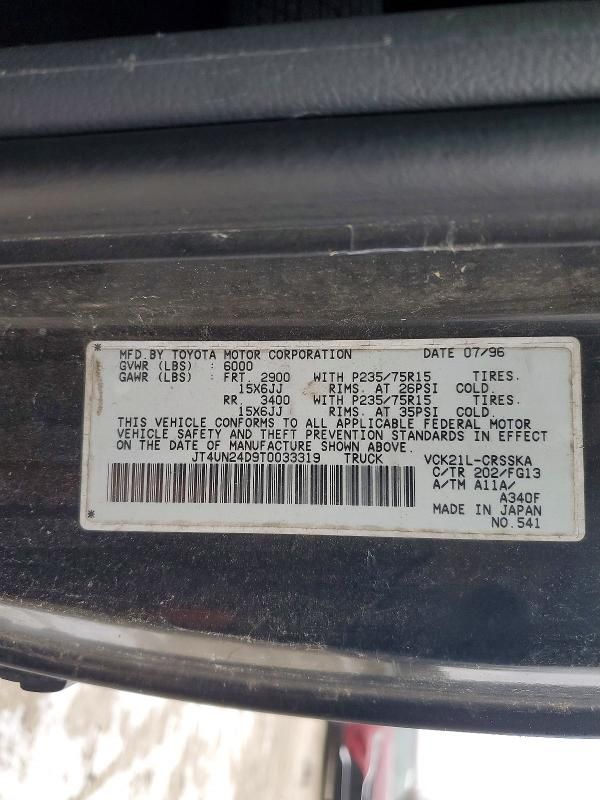 MFD.BY TOYOTA MOTOR CORPORATION DATE 07/96
GVWR (LBS) : 6000
GAWR (LBS) : FRT. 2900 WITH P235/75R15 TIRES.
15X6JJ RIMS. AT 26PSI COLD.
RR. 3400 WITH P235/75R15 TIRES.
15X6JJ RIMS. AT 35PSI COLD.
THIS VEHICLE CONFORMS TO ALL APPLICABLE FEDERAL MOTOR
VEHICLE SAFETY AND THEFT PREVENTION STANDARDS IN EFFECT
ON THE DATE OF MANUFACTURE SHOWN ABOVE.
JT4UN24D9T0033319 TRUCK VCK21L-CRSSKA
C/TR 202/FG13
A/TM A11A/
A340F
MADE IN JAPAN
NO.541